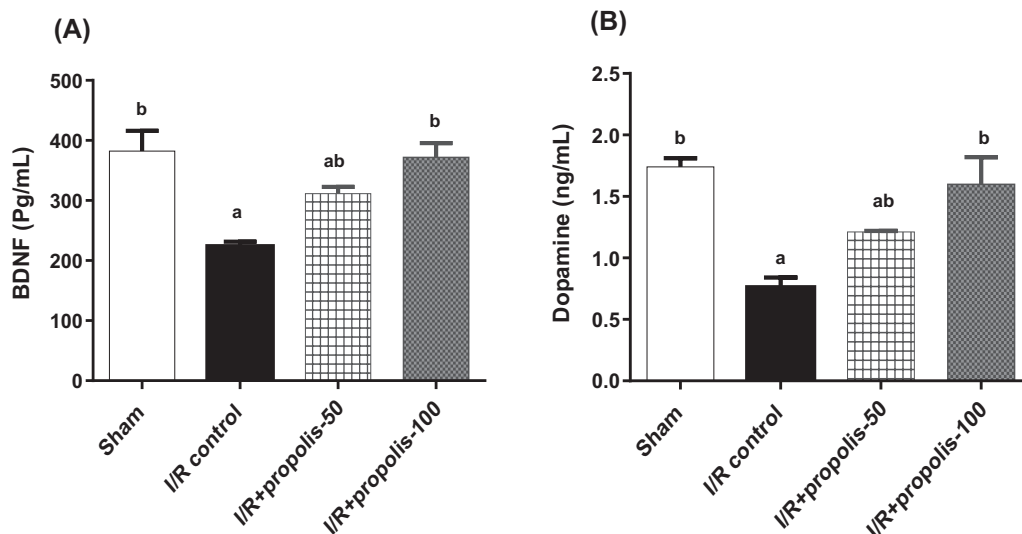 (A)
BDNF (Pg/mL)
500
400
300
200
100
0
b
a
ab
b
Sham
I/R control
I/R+propolis-50
I/R+propolis-100
(B)
Dopamine (ng/mL)
2.5
2.0
1.5
1.0
0.5
0.0
b
a
ab
b
Sham
I/R control
I/R+propolis-50
I/R+propolis-100